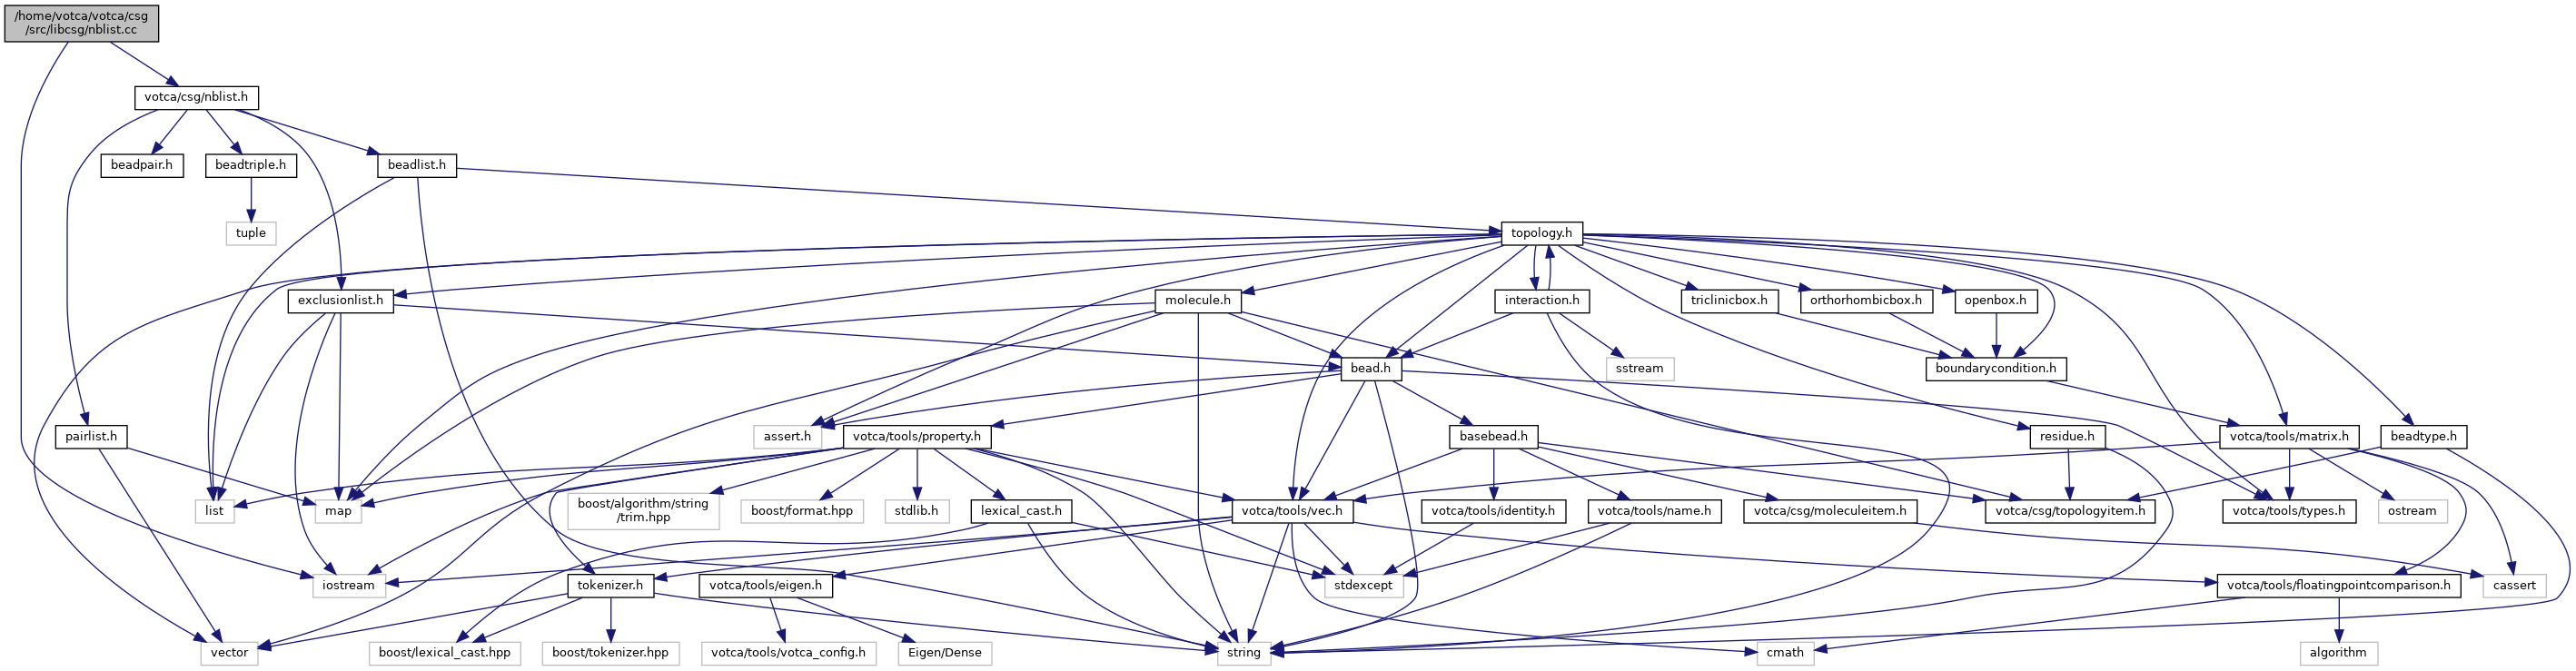 /home/votca/votca/csg
/src/libcsg/nblist.cc
votca/csg/nblist.h
beadpair.h
beadtriple.h
beadlist.h
tuple
topology.h
exclusionlist.h
molecule.h
interaction.h
triclinicbox.h
orthorhombicbox.h
openbox.h
bead.h
sstream
boundarycondition.h
pairlist.h
assert.h
votca/tools/property.h
basebead.h
residue.h
votca/tools/matrix.h
beadtype.h
list
map
boost/algorithm/string
/trim.hpp
boost/format.hpp
stdlib.h
lexical_cast.h
votca/tools/vec.h
votca/tools/identity.h
votca/tools/name.h
votca/csg/moleculeitem.h
votca/csg/topologyitem.h
votca/tools/types.h
ostream
iostream
tokenizer.h
votca/tools/eigen.h
stdexcept
votca/tools/floatingpointcomparison.h
cassert
vector
boost/lexical_cast.hpp
boost/tokenizer.hpp
votca/tools/votca_config.h
Eigen/Dense
string
cmath
algorithm